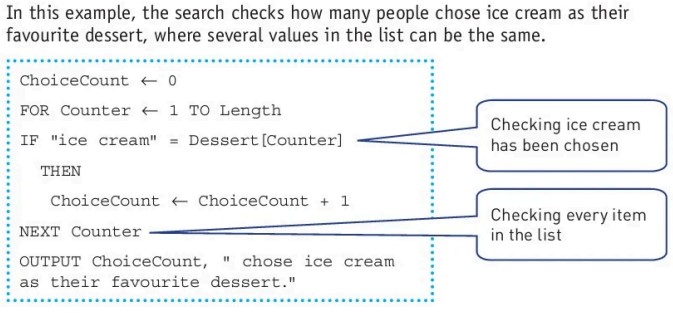 In this example, the search checks how many people chose ice cream as their
favourite dessert, where several values in the list can be the same.
ChoiceCount ← 0
FOR Counter ← 1 TO Length
IF "ice cream" = Dessert[Counter]
THEN
ChoiceCount ← ChoiceCount + 1
NEXT Counter
OUTPUT ChoiceCount, " chose ice cream
as their favourite dessert."
Checking ice cream
has been chosen
Checking every item
in the list